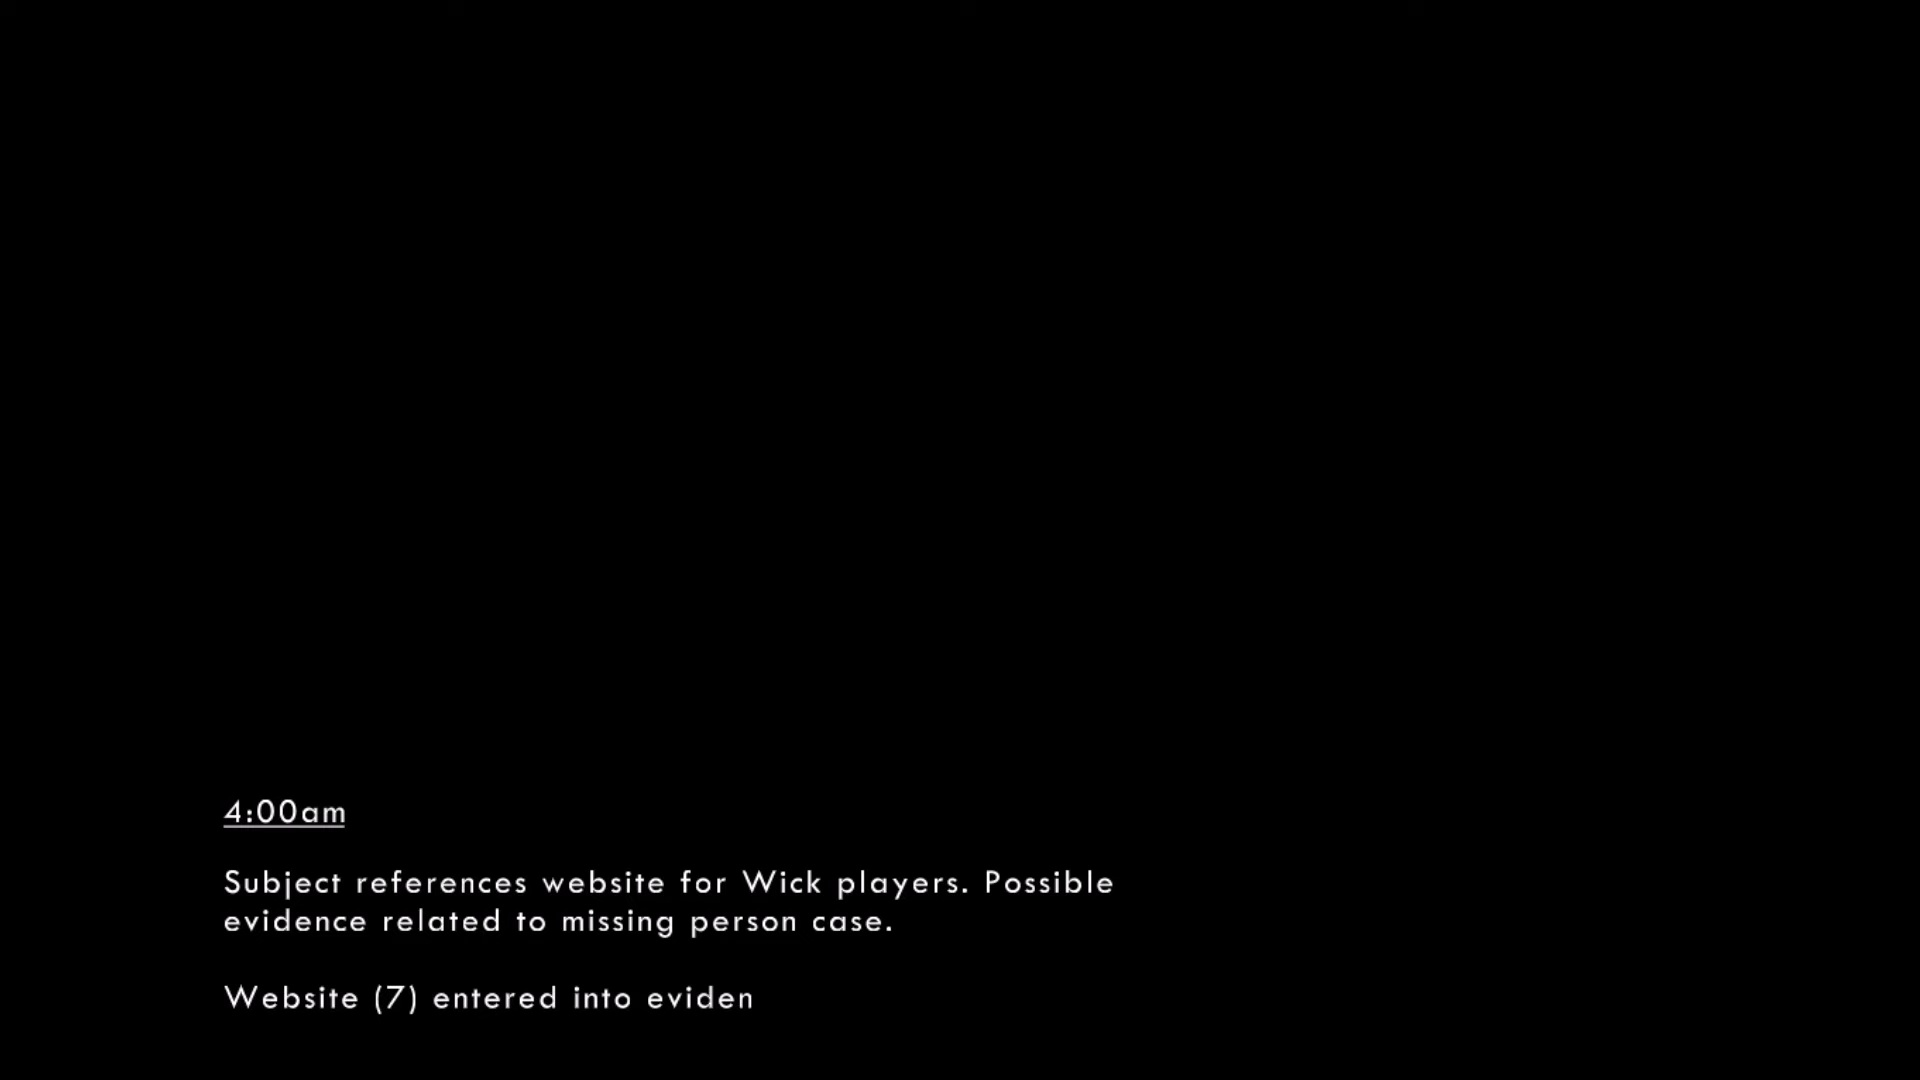 4:00am
Subject references website for Wick players. Possible
evidence related to missing person case.
Website (7) entered into eviden